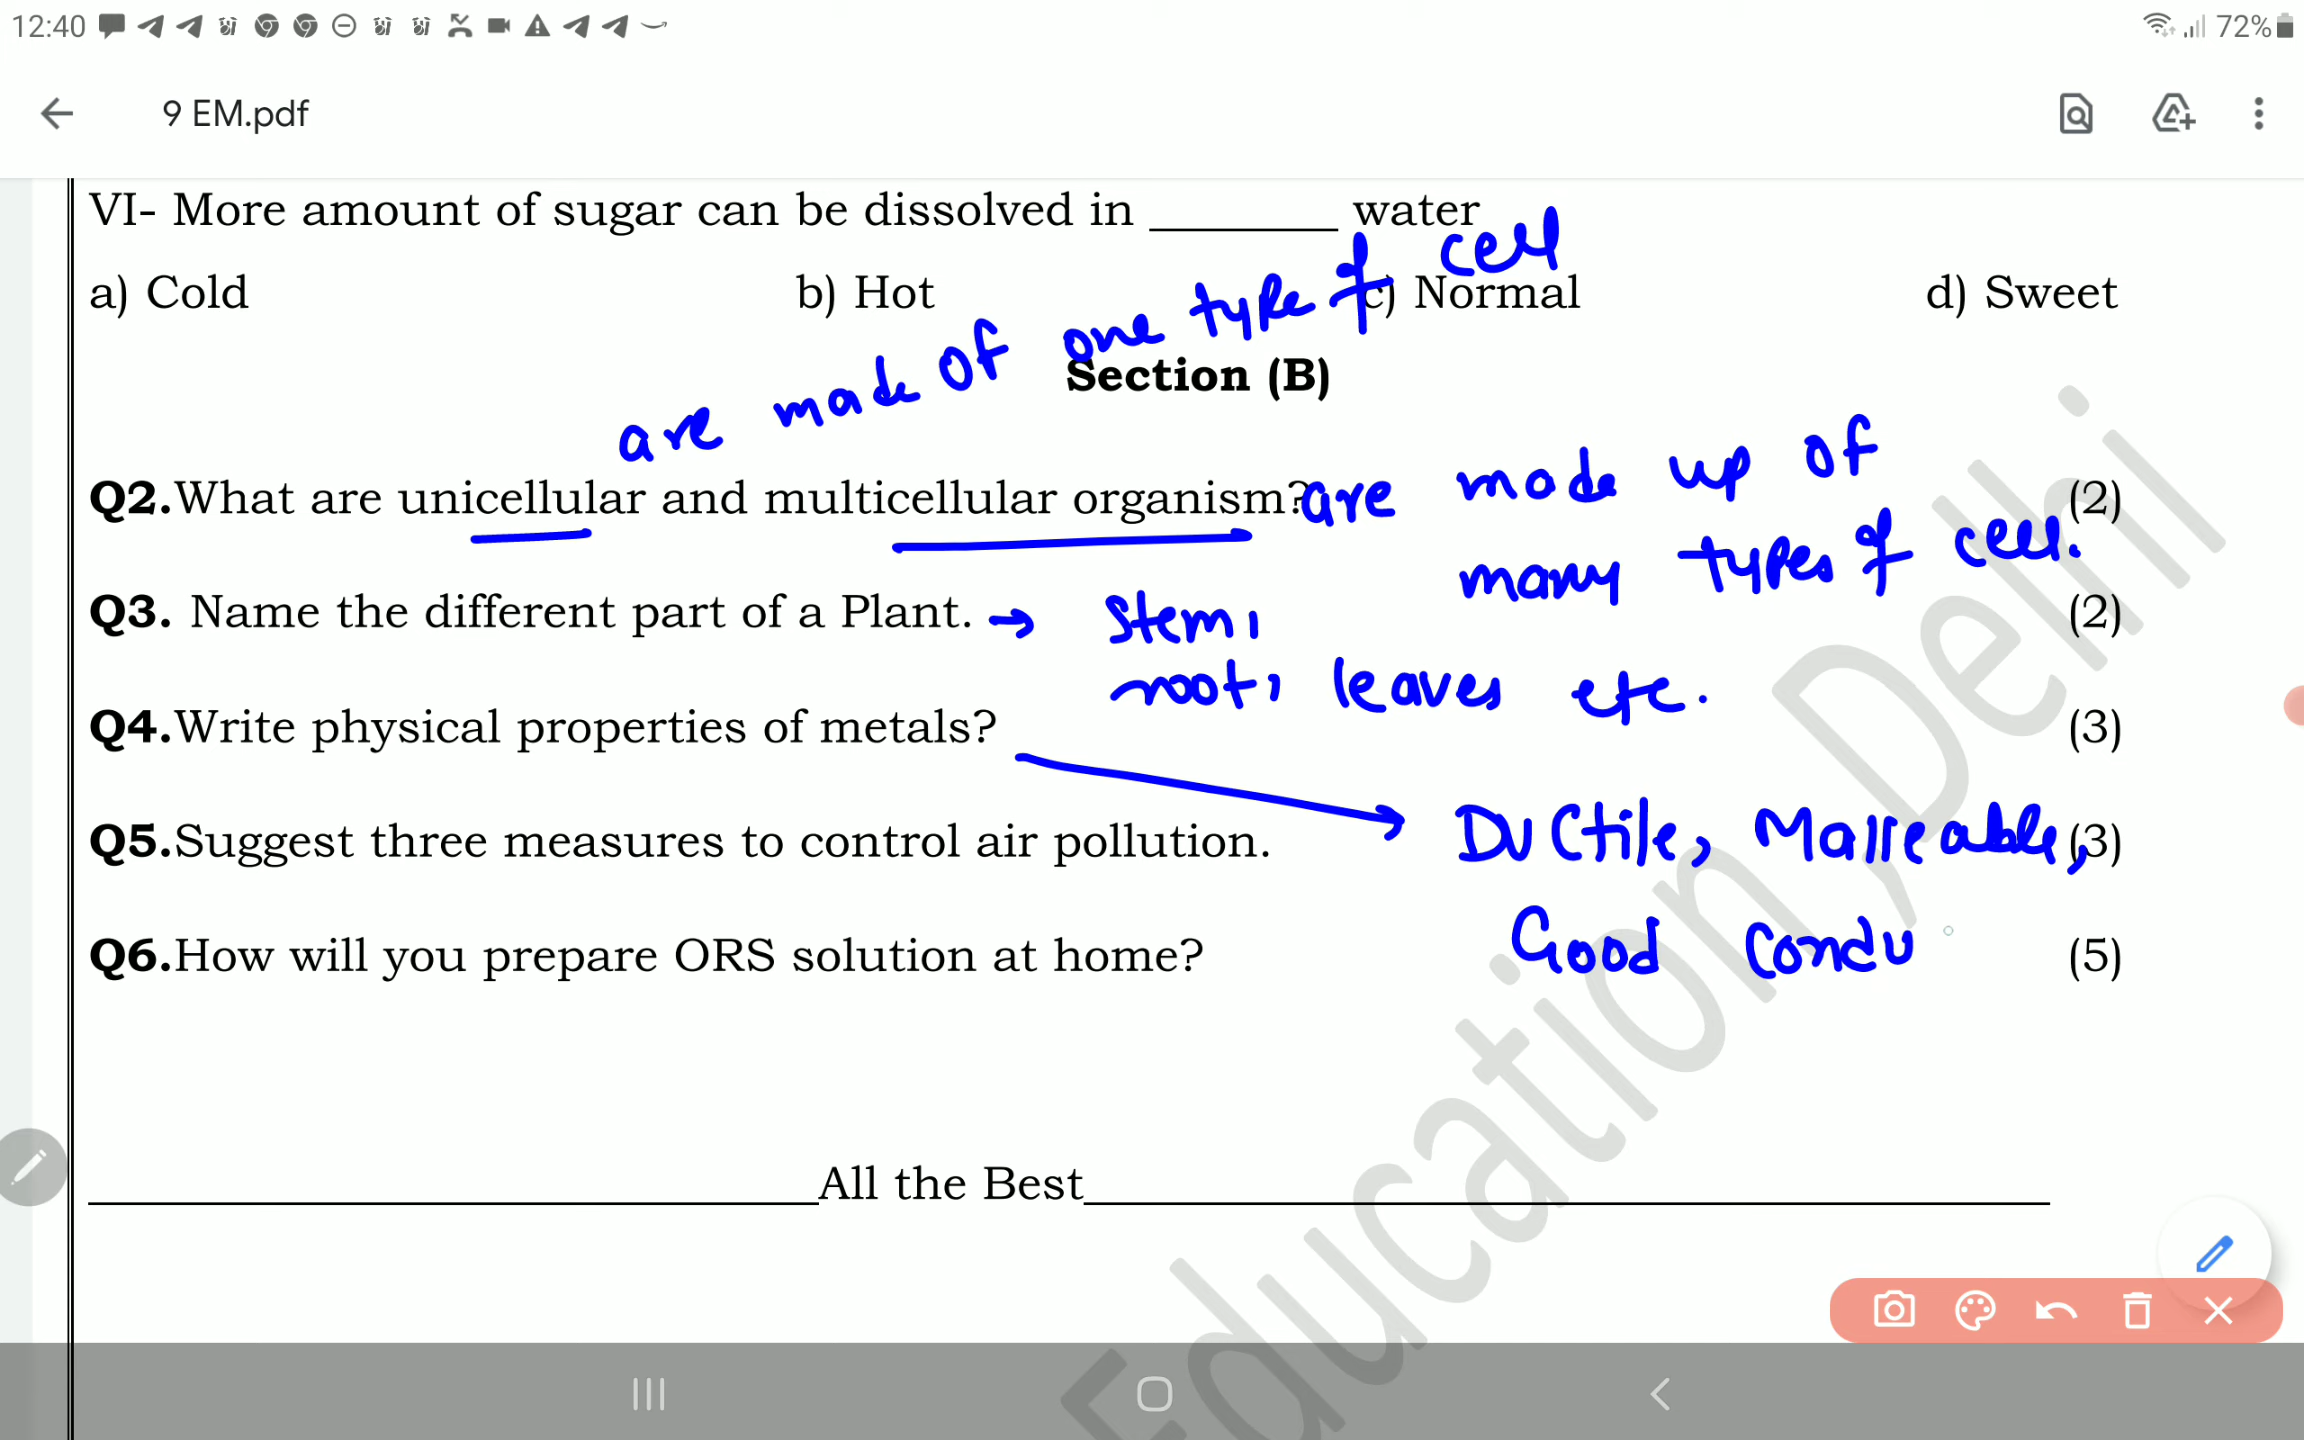 12:40 72%
9 EM.pdf
VI- More amount of sugar can be dissolved in ________ water
a) Cold b) Hot c) Normal d) Sweet
are made of one type of cell
Section (B)
Q2.What are unicellular and multicellular organism? (2)
are made up of
many types of cell.
Q3. Name the different part of a Plant. → stem, (2)
root, leaves etc.
Q4.Write physical properties of metals? (3)
Ductile, Malleable,
Q5.Suggest three measures to control air pollution. (3)
Good Condu
Q6.How will you prepare ORS solution at home? (5)
All the Best
Education, Delhi